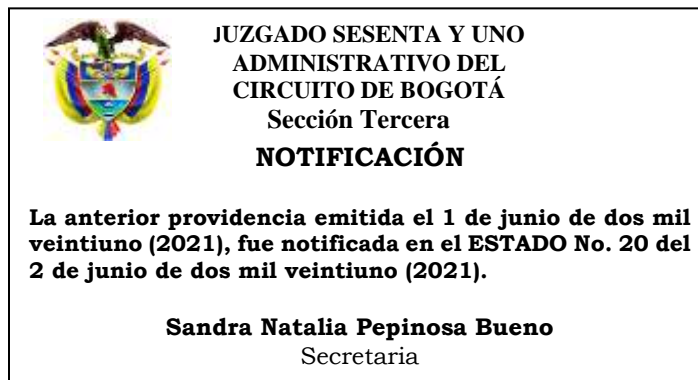 JUZGADO SESENTA Y UNO
ADMINISTRATIVO DEL
CIRCUITO DE BOGOTÁ
Sección Tercera
NOTIFICACIÓN
La anterior providencia emitida el 1 de junio de dos mil
veintiuno (2021), fue notificada en el ESTADO No. 20 del
2 de junio de dos mil veintiuno (2021).
Sandra Natalia Pepinosa Bueno
Secretaria